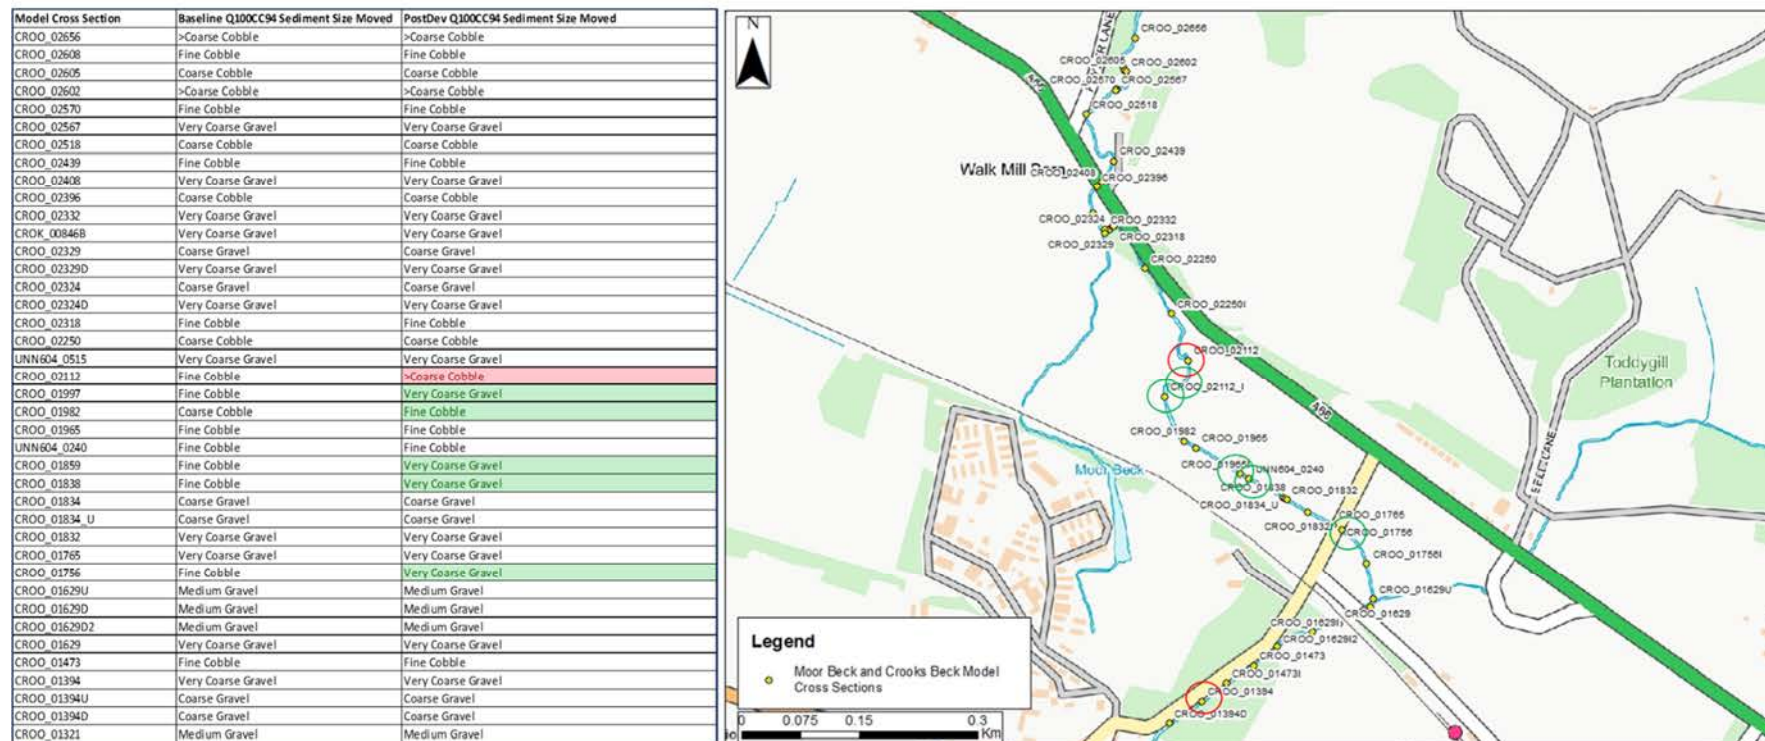 Model Cross Section Baseline Q100CC94 Sediment Size Moved PostDev Q100CC94 Sediment Size Moved
CROO_02656 >Coarse Cobble >Coarse Cobble
CROO_02608 Fine Cobble Fine Cobble
CROO_02605 Coarse Cobble Coarse Cobble
CROO_02602 >Coarse Cobble >Coarse Cobble
CROO_02570 Fine Cobble Fine Cobble
CROO_02567 Very Coarse Gravel Very Coarse Gravel
CROO_02518 Coarse Cobble Coarse Cobble
CROO_02439 Fine Cobble Fine Cobble
CROO_02408 Very Coarse Gravel Very Coarse Gravel
CROO_02396 Coarse Cobble Coarse Cobble
CROO_02332 Very Coarse Gravel Very Coarse Gravel
CROK_00846B Very Coarse Gravel Very Coarse Gravel
CROO_02329 Coarse Gravel Coarse Gravel
CROO_02329D Very Coarse Gravel Very Coarse Gravel
CROO_02324 Coarse Gravel Coarse Gravel
CROO_02324D Very Coarse Gravel Very Coarse Gravel
CROO_02318 Fine Cobble Fine Cobble
CROO_02250 Coarse Cobble Coarse Cobble
UNN604_0515 Very Coarse Gravel Very Coarse Gravel
CROO_02112 Fine Cobble >Coarse Cobble
CROO_01997 Fine Cobble Very Coarse Gravel
CROO_01982 Coarse Cobble Fine Cobble
CROO_01965 Fine Cobble Fine Cobble
UNN604_0240 Fine Cobble Fine Cobble
CROO_01859 Fine Cobble Very Coarse Gravel
CROO_01838 Fine Cobble Very Coarse Gravel
CROO_01834 Coarse Gravel Coarse Gravel
CROO_01834_U Coarse Gravel Coarse Gravel
CROO_01832 Very Coarse Gravel Very Coarse Gravel
CROO_01765 Very Coarse Gravel Very Coarse Gravel
CROO_01756 Fine Cobble Very Coarse Gravel
CROO_01629U Medium Gravel Medium Gravel
CROO_01629D Medium Gravel Medium Gravel
CROO_01629D2 Medium Gravel Medium Gravel
CROO_01629 Very Coarse Gravel Very Coarse Gravel
CROO_01473 Fine Cobble Fine Cobble
CROO_01394 Very Coarse Gravel Very Coarse Gravel
CROO_01394U Coarse Gravel Coarse Gravel
CROO_01394D Coarse Gravel Coarse Gravel
CROO_01321 Medium Gravel Medium Gravel
N
LANE
CROO_02656
CROO_02605 CROO_02602
CROO_02570 CROO_02567
A66
CROO_02518
CROO_02439
Walk Mill
CROO_02408 CROO_02396
CROO_02324 CROO_02332
CROO_02318
CROO_02329
CROO_02250
CROO_02250I
CROO_02112
CROO_02112_I
Toddygill
Plantation
A66
CROO_01982
CROO_01965
Moor Beck
CROO_01965I UNN604_0240
CROO_01838
CROO_01832
CROO_01834_U
CROO_01765
CROO_01832
CROO_01756
CROO_01756I
CROO_01629U
CROO_01629
CROO_01629I2
CROO_01473
CROO_01473I
CROO_01394
CROO_01394D
Legend
Moor Beck and Crooks Beck Model
Cross Sections
0 0.075 0.15 0.3
Km